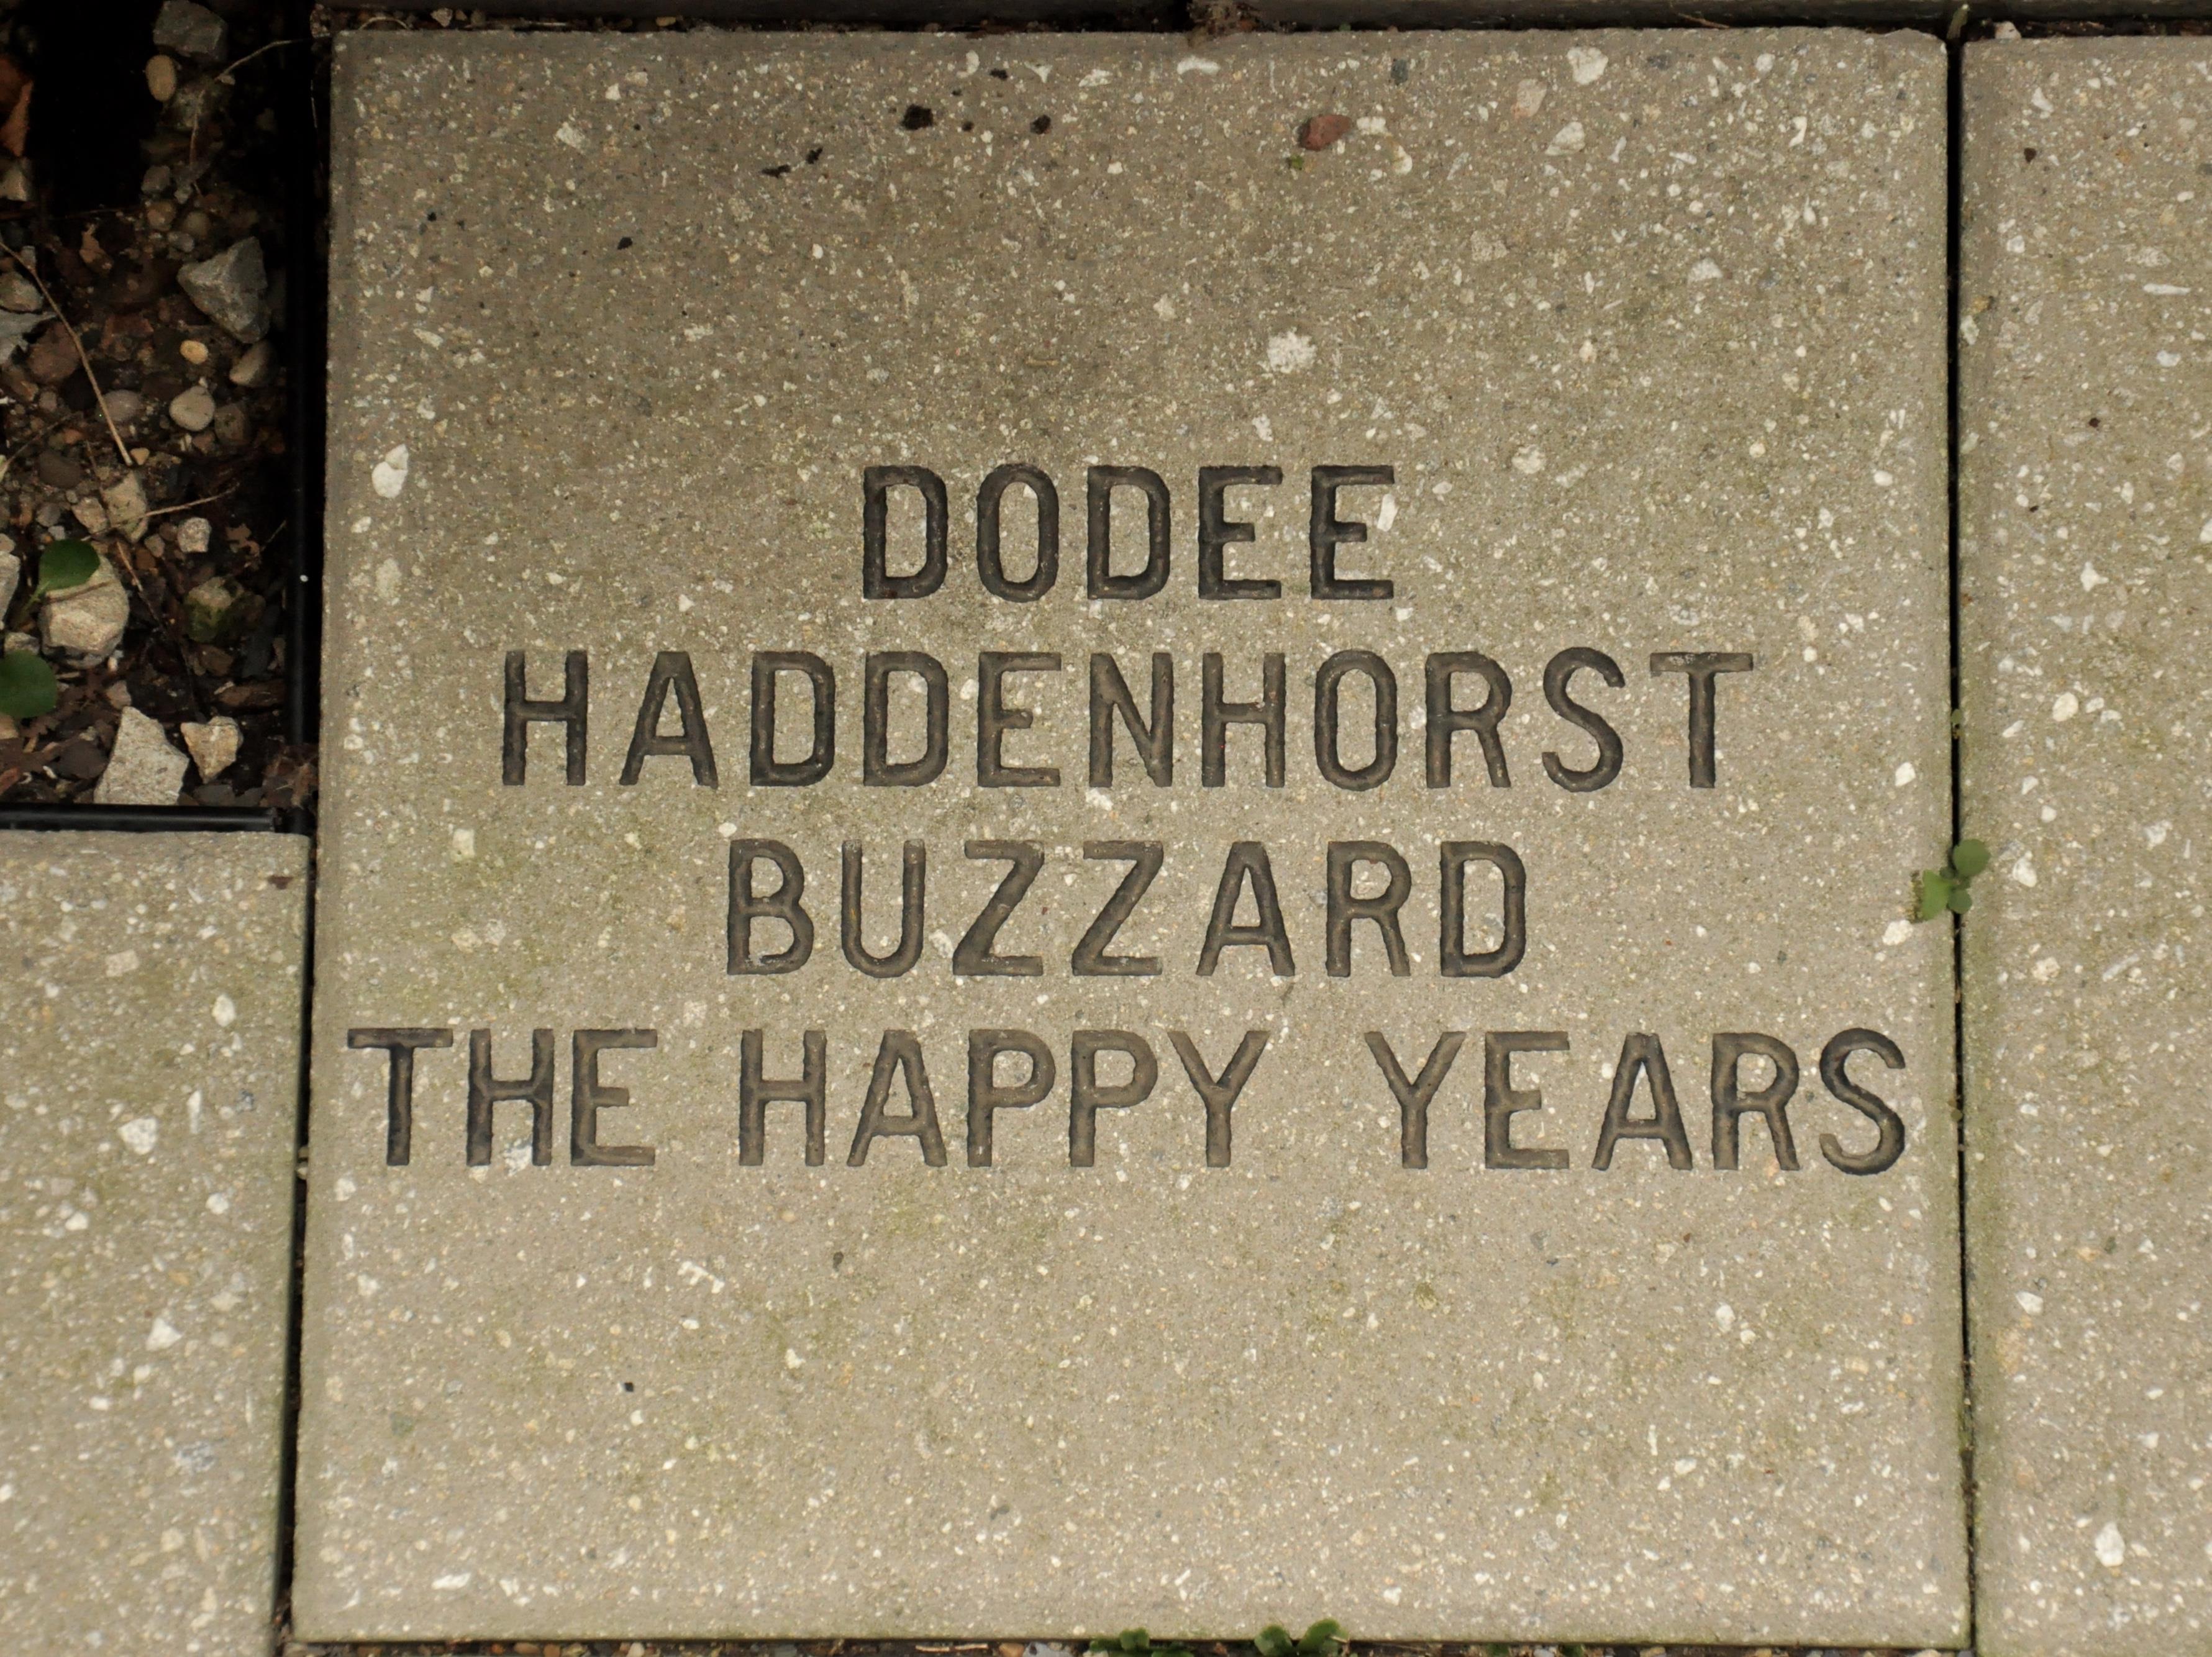 DODEE
HADDENHORST
BUZZARD
THE HAPPY YEARS